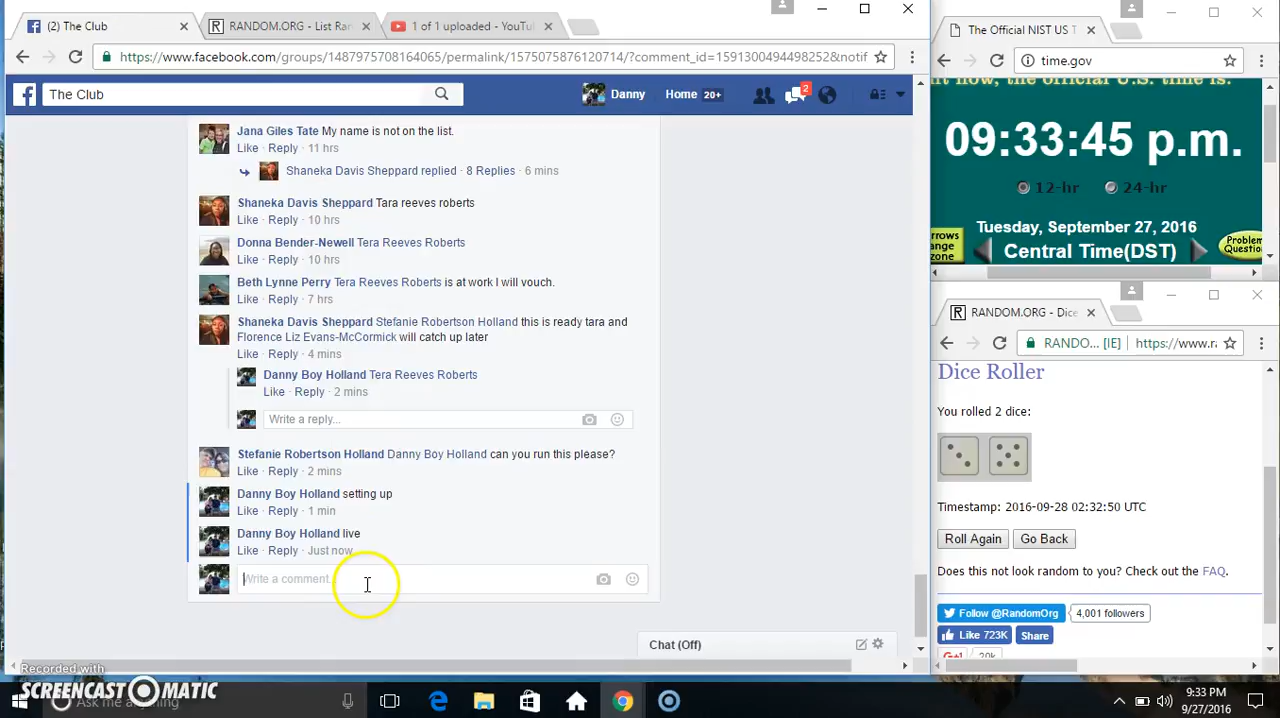 (2) The Club
RANDOM.ORG - List Ran
1 of 1 uploaded - YouTu
https://www.facebook.com/groups/1487975708164065/permalink/1575075876120714/?comment_id=1591300494498252&notif
The Club
Danny
Home 20+
2
Jana Giles Tate My name is not on the list.
Like · Reply · 11 hrs
Shaneka Davis Sheppard replied · 8 Replies · 6 mins
Shaneka Davis Sheppard Tara reeves roberts
Like · Reply · 10 hrs
Donna Bender-Newell Tera Reeves Roberts
Like · Reply · 10 hrs
Beth Lynne Perry Tera Reeves Roberts is at work I will vouch.
Like · Reply · 7 hrs
Shaneka Davis Sheppard Stefanie Robertson Holland this is ready tara and
Florence Liz Evans-McCormick will catch up later
Like · Reply · 4 mins
Danny Boy Holland Tera Reeves Roberts
Like · Reply · 2 mins
Write a reply...
Stefanie Robertson Holland Danny Boy Holland can you run this please?
Like · Reply · 2 mins
Danny Boy Holland setting up
Like · Reply · 1 min
Danny Boy Holland live
Like · Reply · Just now
Write a comment...
Chat (Off)
The Official NIST US T
time.gov
t now, the official U.S. time is:
09:33:45 p.m.
12-hr
24-hr
Tuesday, September 27, 2016
Central Time(DST)
rrows
ange
zone
Problem
Questio
RANDOM.ORG - Dice
RANDO... [IE]
https://www.ra
Dice Roller
You rolled 2 dice:
Timestamp: 2016-09-28 02:32:50 UTC
Roll Again
Go Back
Does this not look random to you? Check out the FAQ.
Follow @RandomOrg
4,001 followers
Like 723K
Share
G+1
20k
Recorded with
SCREENCAST-O-MATIC
Ask me anything
9:33 PM
9/27/2016